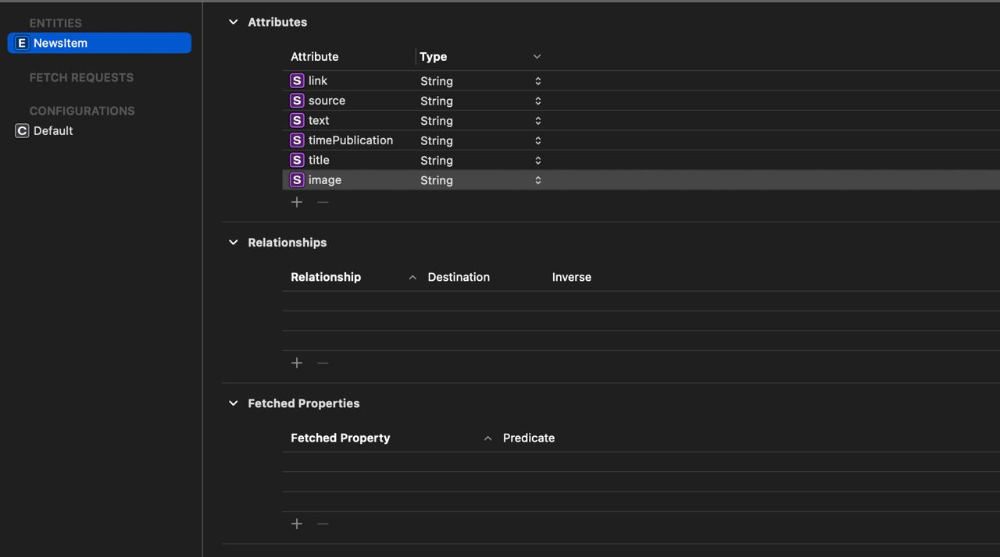 ENTITIES
E NewsItem
FETCH REQUESTS
CONFIGURATIONS
C Default
Attributes
Attribute Type
S link String
S source String
S text String
S timePublication String
S title String
S image String
Relationships
Relationship Destination Inverse
Fetched Properties
Fetched Property Predicate